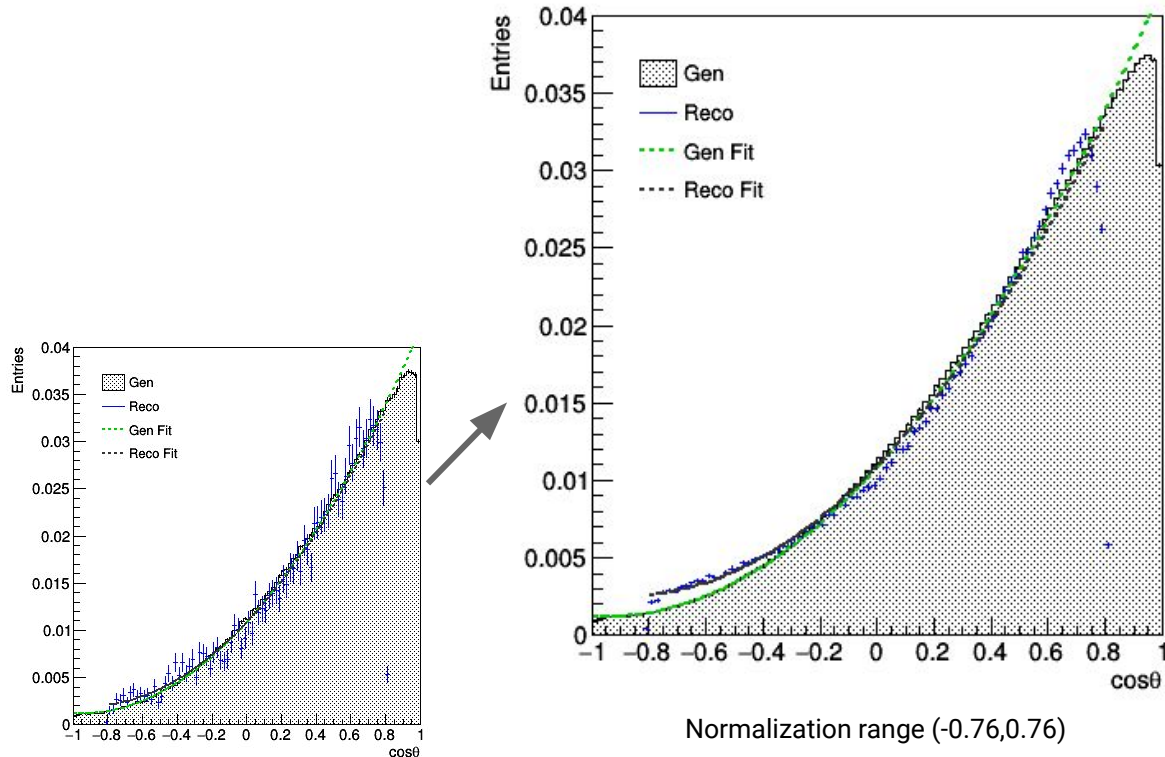 Entries
0.04
0.035
0.03
0.025
0.02
0.015
0.01
0.005
0
Gen
Reco
Gen Fit
Reco Fit
−1 −0.8 −0.6 −0.4 −0.2 0 0.2 0.4 0.6 0.8 1
cosθ
Entries
0.04
0.035
0.03
0.025
0.02
0.015
0.01
0.005
0
Gen
Reco
Gen Fit
Reco Fit
−1 −0.8 −0.6 −0.4 −0.2 0 0.2 0.4 0.6 0.8 1
cosθ
Normalization range (-0.76,0.76)